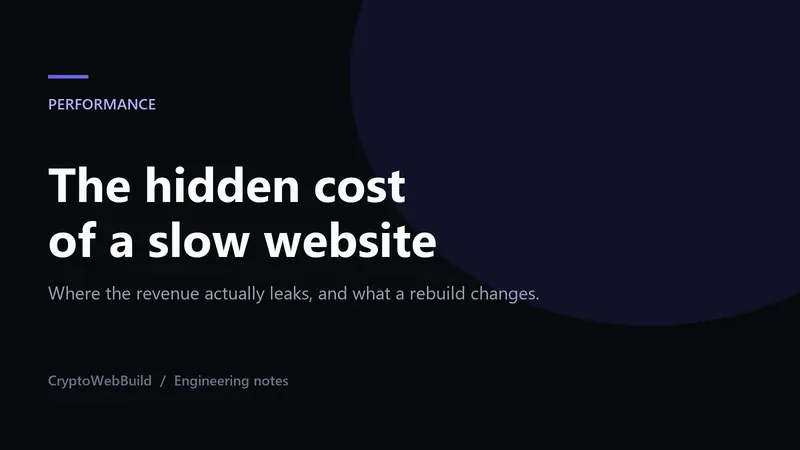 PERFORMANCE
The hidden cost
of a slow website
Where the revenue actually leaks, and what a rebuild changes.
CryptoWebBuild / Engineering notes